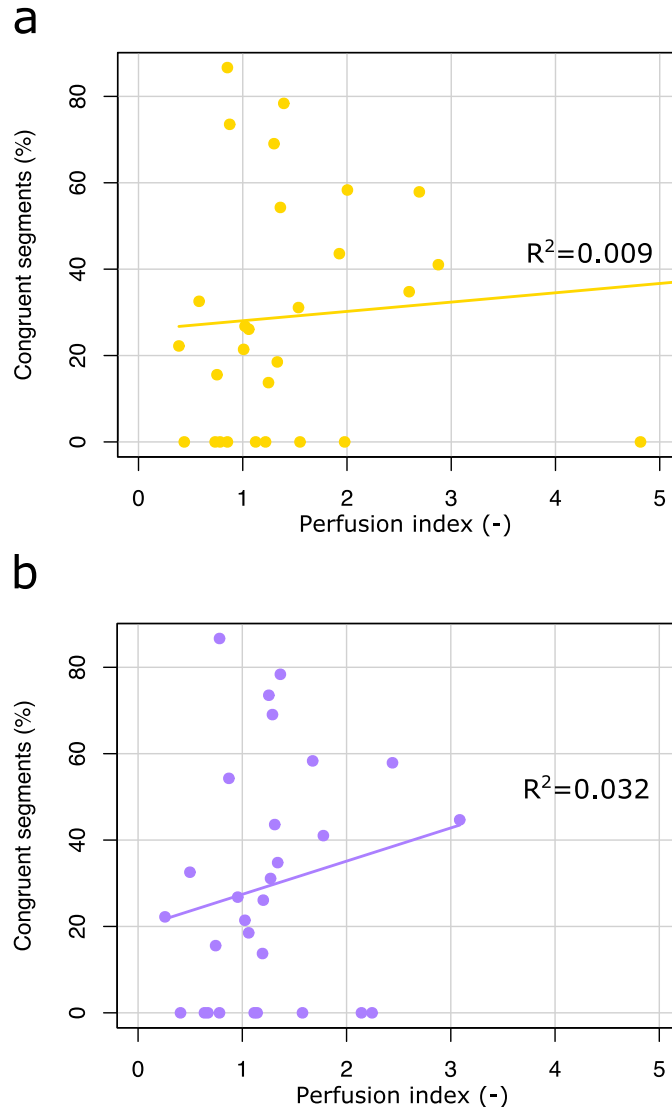 a
Congruent segments (%)
80
60
40
20
0
R²=0.009
0 1 2 3 4 5
Perfusion index (-)
b
Congruent segments (%)
80
60
40
20
0
R²=0.032
0 1 2 3 4 5
Perfusion index (-)